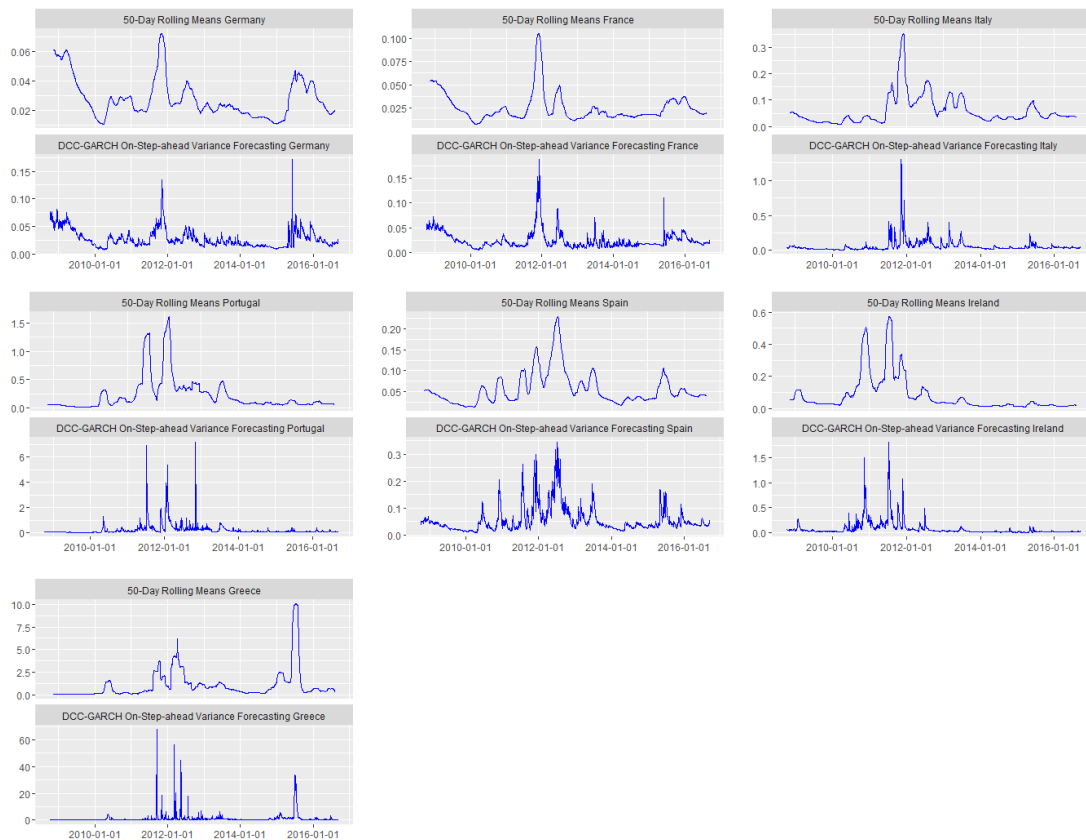 50-Day Rolling Means Germany
0.06
0.04
0.02
DCC-GARCH On-Step-ahead Variance Forecasting Germany
0.15
0.10
0.05
0.00
2010-01-01 2012-01-01 2014-01-01 2016-01-01
50-Day Rolling Means France
0.100
0.075
0.050
0.025
DCC-GARCH On-Step-ahead Variance Forecasting France
0.15
0.10
0.05
0.00
2010-01-01 2012-01-01 2014-01-01 2016-01-01
50-Day Rolling Means Italy
0.3
0.2
0.1
0.0
DCC-GARCH On-Step-ahead Variance Forecasting Italy
1.0
0.5
0.0
2010-01-01 2012-01-01 2014-01-01 2016-01-01
50-Day Rolling Means Portugal
1.5
1.0
0.5
0.0
DCC-GARCH On-Step-ahead Variance Forecasting Portugal
6
4
2
0
2010-01-01 2012-01-01 2014-01-01 2016-01-01
50-Day Rolling Means Spain
0.20
0.15
0.10
0.05
DCC-GARCH On-Step-ahead Variance Forecasting Spain
0.3
0.2
0.1
0.0
2010-01-01 2012-01-01 2014-01-01 2016-01-01
50-Day Rolling Means Ireland
0.6
0.4
0.2
0.0
DCC-GARCH On-Step-ahead Variance Forecasting Ireland
1.5
1.0
0.5
0.0
2010-01-01 2012-01-01 2014-01-01 2016-01-01
50-Day Rolling Means Greece
10.0
7.5
5.0
2.5
0.0
DCC-GARCH On-Step-ahead Variance Forecasting Greece
60
40
20
0
2010-01-01 2012-01-01 2014-01-01 2016-01-01